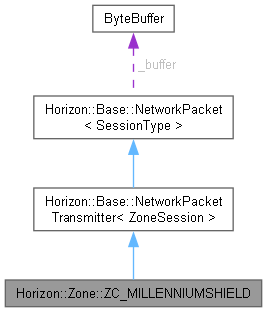 ByteBuffer
_buffer
Horizon::Base::NetworkPacket
< SessionType >
Horizon::Base::NetworkPacket
Transmitter< ZoneSession >
Horizon::Zone::ZC_MILLENNIUMSHIELD